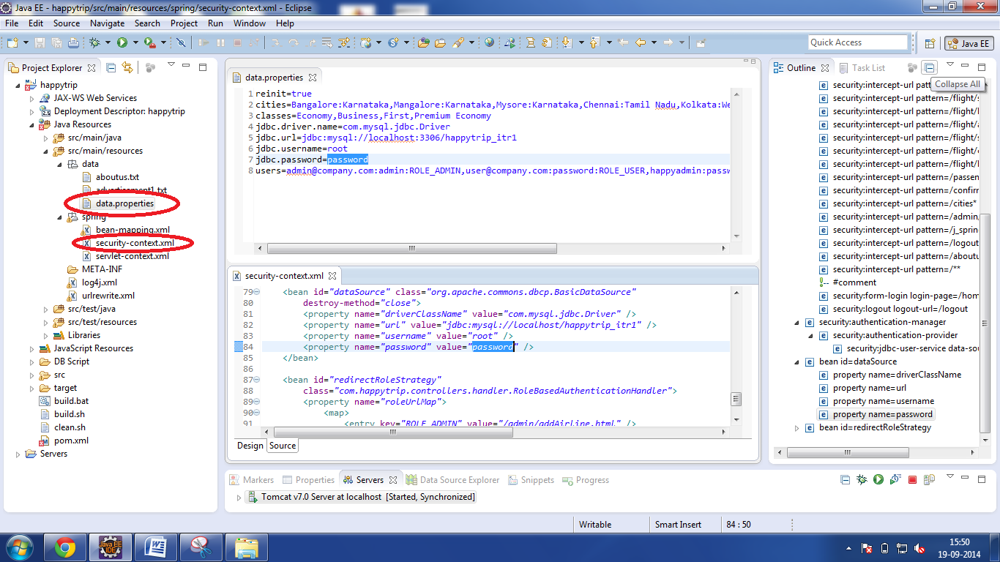 Java EE - happytrip/src/main/resources/spring/security-context.xml - Eclipse
File Edit Source Navigate Search Project Run Window Help
Quick Access
Java EE
Project Explorer
happytrip
JAX-WS Web Services
Deployment Descriptor: happytrip
Java Resources
src/main/java
src/main/resources
data
aboutus.txt
advertisement1.txt
data.properties
spring
bean-mapping.xml
security-context.xml
servlet-context.xml
META-INF
log4j.xml
urlrewrite.xml
src/test/java
src/test/resources
Libraries
JavaScript Resources
DB Script
src
target
build.bat
build.sh
clean.sh
pom.xml
Servers
data.properties
1 reinit=true
2 cities=Bangalore:Karnataka,Mangalore:Karnataka,Mysore:Karnataka,Chennai:Tamil Nadu,Kolkata:We
3 classes=Economy,Business,First,Premium Economy
4 jdbc.driver.name=com.mysql.jdbc.Driver
5 jdbc.url=jdbc:mysql://localhost:3306/happytrip_itr1
6 jdbc.username=root
7 jdbc.password=password
8 users=admin@company.com:admin:ROLE_ADMIN,user@company.com:password:ROLE_USER,happyadmin:passw
security-context.xml
79 <bean id="dataSource" class="org.apache.commons.dbcp.BasicDataSource"
80 destroy-method="close">
81 <property name="driverClassName" value="com.mysql.jdbc.Driver" />
82 <property name="url" value="jdbc:mysql://localhost/happytrip_itr1" />
83 <property name="username" value="root" />
84 <property name="password" value="password" />
85 </bean>
86
87 <bean id="redirectRoleStrategy"
88 class="com.happytrip.controllers.handler.RoleBasedAuthenticationHandler">
89 <property name="roleUrlMap">
90 <map>
91 <entry key="ROLE_ADMIN" value="/admin/addAirline.html" />
Design Source
Outline Task List
Collapse All
security:intercept-url pattern
security:intercept-url pattern=/flight/s
security:intercept-url pattern=/flight/l
security:intercept-url pattern=/flight/a
security:intercept-url pattern=/flight/s
security:intercept-url pattern=/flight/l
security:intercept-url pattern=/flight/l
security:intercept-url pattern=/passen
security:intercept-url pattern=/confirm
security:intercept-url pattern=/cities*
security:intercept-url pattern=/admin,
security:intercept-url pattern=/j_sprin
security:intercept-url pattern=/logout
security:intercept-url pattern=/aboutu
security:intercept-url pattern=/**
#comment
security:form-login login-page=/hom
security:logout logout-url=/logout
security:authentication-manager
security:authentication-provider
security:jdbc-user-service data-sou
bean id=dataSource
property name=driverClassName
property name=url
property name=username
property name=password
bean id=redirectRoleStrategy
Markers Properties Servers Data Source Explorer Snippets Progress
Tomcat v7.0 Server at localhost [Started, Synchronized]
Writable Smart Insert 84 : 50
Java EE
IDE
15:50
19-09-2014